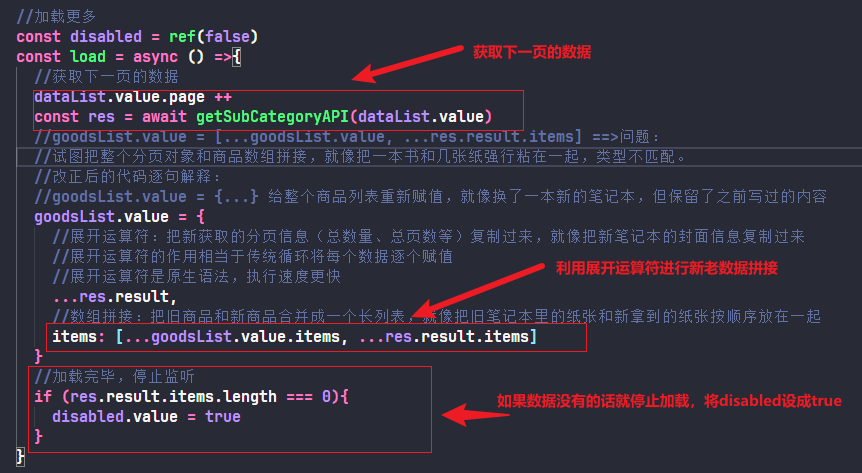 //加载更多
const disabled = ref(false)
const load = async () =>{
获取下一页的数据
//获取下一页的数据
dataList.value.page ++
const res = await getSubCategoryAPI(dataList.value)
//goodsList.value = [...goodsList.value, ...res.result.items] ==>问题：
//试图把整个分页对象和商品数组拼接，就像把一本书和几张纸强行粘在一起，类型不匹配。
//改正后的代码逐句解释：
//goodsList.value = {...} 给整个商品列表重新赋值，就像换了一本新的笔记本，但保留了之前写过的内容
goodsList.value = {
//展开运算符：把新获取的分页信息（总数量、总页数等）复制过来，就像把新笔记本的封面信息复制过来
//展开运算符的作用相当于传统循环将每个数据逐个赋值
//展开运算符是原生语法，执行速度更快
利用展开运算符进行新老数据拼接
...res.result,
//数组拼接：把旧商品和新商品合并成一个长列表，就像把旧笔记本里的纸张和新拿到的纸张按顺序放在一起
items: [...goodsList.value.items, ...res.result.items]
}
//加载完毕，停止监听
if (res.result.items.length === 0){
如果数据没有的话就停止加载，将disabled设成true
disabled.value = true
}
}